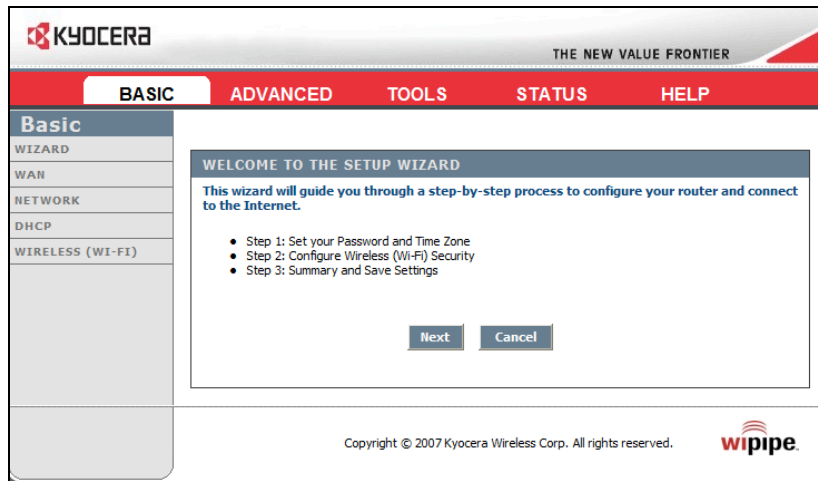 KYOCERA
THE NEW VALUE FRONTIER
BASIC ADVANCED TOOLS STATUS HELP
Basic
WIZARD
WAN
NETWORK
DHCP
WIRELESS (WI-FI)
WELCOME TO THE SETUP WIZARD
This wizard will guide you through a step-by-step process to configure your router and connect
to the Internet.
• Step 1: Set your Password and Time Zone
• Step 2: Configure Wireless (Wi-Fi) Security
• Step 3: Summary and Save Settings
Next Cancel
Copyright © 2007 Kyocera Wireless Corp. All rights reserved.
wipipe.